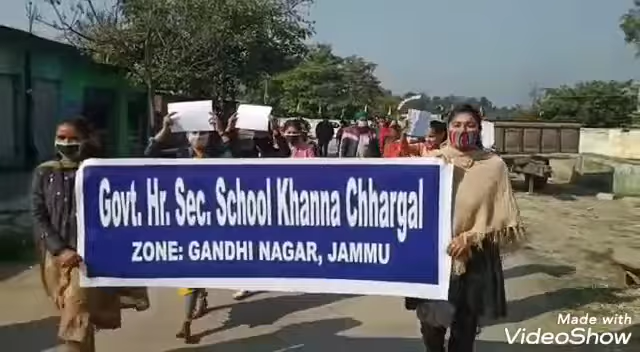 Govt. Hr. Sec. School Khanna Chhargal
ZONE: GANDHI NAGAR, JAMMU
Made with
VideoShow